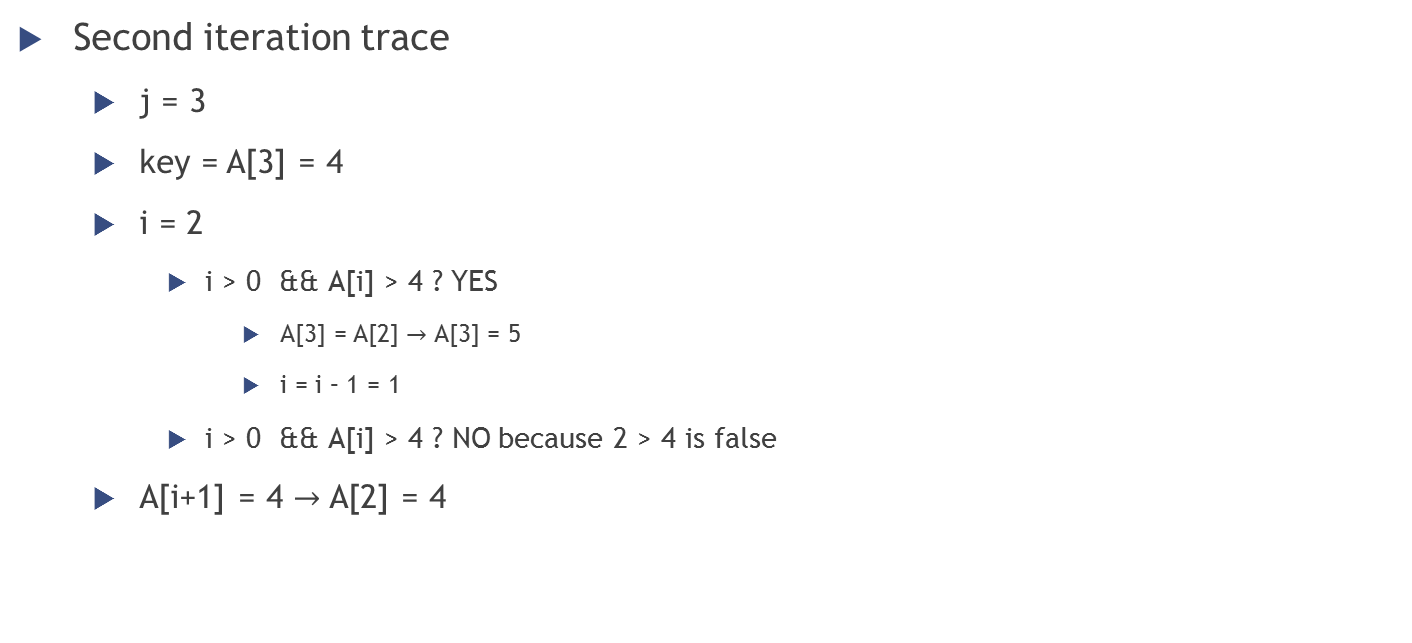 Second iteration trace
j = 3
key = A[3] = 4
i = 2
i > 0 && A[i] > 4 ? YES
A[3] = A[2] → A[3] = 5
i = i - 1 = 1
i > 0 && A[i] > 4 ? NO because 2 > 4 is false
A[i+1] = 4 → A[2] = 4